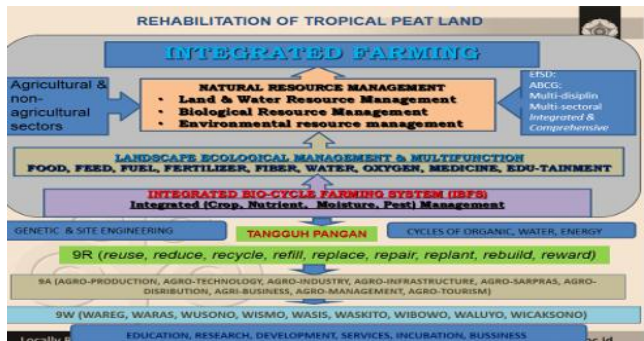 REHABILITATION OF TROPICAL PEAT LAND
INTEGRATED FARMING
Agricultural &
non-
agricultural
sectors
NATURAL RESOURCE MANAGEMENT
• Land & Water Resource Management
• Biological Resource Management
• Environmental resource management
EfSD:
ABCG:
Multi-disiplin
Multi-sectoral
Integrated &
Comprehensive
LANDSCAPE ECOLOGICAL MANAGEMENT & MULTIFUNCTION
FOOD, FEED, FUEL, FERTILIZER, FIBER, WATER, OXYGEN, MEDICINE, EDU-TAINMENT
INTEGRATED BIO-CYCLE FARMING SYSTEM (IBFS)
Integrated (Crop, Nutrient, Moisture, Pest) Management
GENETIC & SITE ENGINEERING
TANGGUH PANGAN
CYCLES OF ORGANIC, WATER, ENERGY
9R (reuse, reduce, recycle, refill, replace, repair, replant, rebuild, reward)
9A (AGRO-PRODUCTION, AGRO-TECHNOLOGY, AGRO-INDUSTRY, AGRO-INFRASTRUCTURE, AGRO-SARPRAS, AGRO-
DISRIBUTION, AGRI-BUSINESS, AGRO-MANAGEMENT, AGRO-TOURISM)
9W (WAREG, WARAS, WUSONO, WISMO, WASIS, WASKITO, WIBOWO, WALUYO, WICAKSONO)
EDUCATION, RESEARCH, DEVELOPMENT, SERVICES, INCUBATION, BUSSINESS
Locally